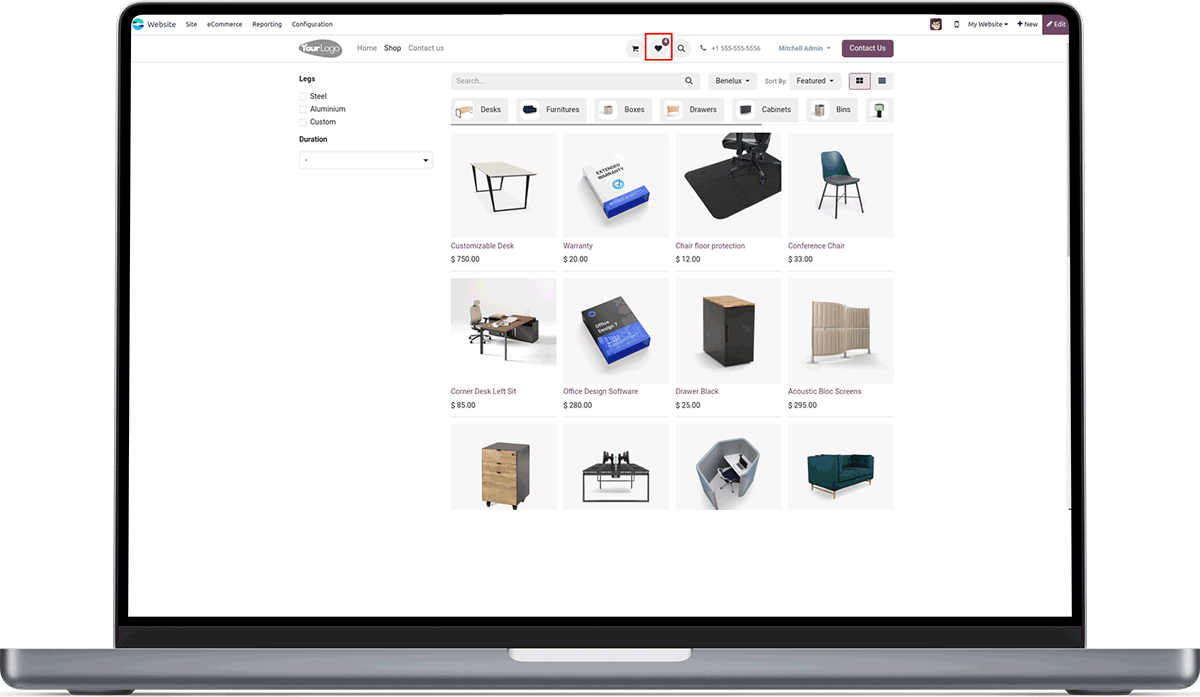 Website Site eCommerce Reporting Configuration My Website + New Edit
YourLogo Home Shop Contact us 4 +1 555-555-5556 Mitchell Admin Contact Us
Legs
Steel
Aluminium
Custom
Duration
-
Search... Benelux Sort By: Featured
Desks Furnitures Boxes Drawers Cabinets Bins
EXTENDED
WARRANTY
Customizable Desk Warranty Chair floor protection Conference Chair
$ 750.00 $ 20.00 $ 12.00 $ 33.00
Office
Design 7
Corner Desk Left Sit Office Design Software Drawer Black Acoustic Bloc Screens
$ 85.00 $ 280.00 $ 25.00 $ 295.00